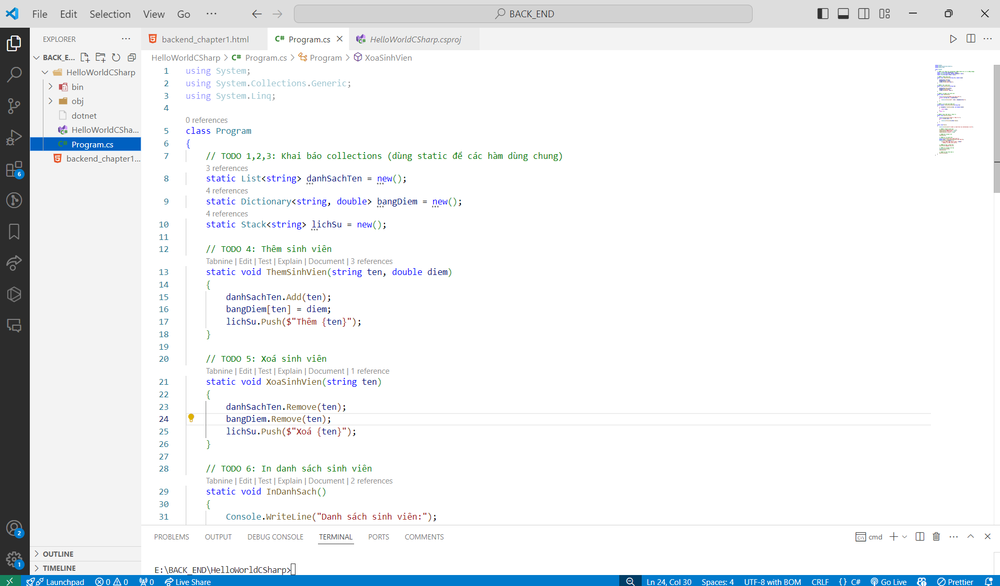 File Edit Selection View Go ··· BACK_END
EXPLORER ···
BACK_E...
HelloWorldCSharp
bin
obj
dotnet
HelloWorldCSha...
Program.cs
backend_chapter1...
OUTLINE
TIMELINE
6
2
1
backend_chapter1.html Program.cs HelloWorldCSharp.csproj
HelloWorldCSharp > Program.cs > Program > XoaSinhVien
1 using System;
2 using System.Collections.Generic;
3 using System.Linq;
4
0 references
5 class Program
6 {
7 // TODO 1,2,3: Khai báo collections (dùng static để các hàm dùng chung)
3 references
8 static List<string> danhSachTen = new();
4 references
9 static Dictionary<string, double> bangDiem = new();
4 references
10 static Stack<string> lichSu = new();
11
12 // TODO 4: Thêm sinh viên
Tabnine | Edit | Test | Explain | Document | 3 references
13 static void ThemSinhVien(string ten, double diem)
14 {
15 danhSachTen.Add(ten);
16 bangDiem[ten] = diem;
17 lichSu.Push($"Thêm {ten}");
18 }
19
20 // TODO 5: Xoá sinh viên
Tabnine | Edit | Test | Explain | Document | 1 reference
21 static void XoaSinhVien(string ten)
22 {
23 danhSachTen.Remove(ten);
24 bangDiem.Remove(ten);
25 lichSu.Push($"Xoá {ten}");
26 }
27
28 // TODO 6: In danh sách sinh viên
Tabnine | Edit | Test | Explain | Document | 2 references
29 static void InDanhSach()
30 {
31 Console.WriteLine("Danh sách sinh viên:");
PROBLEMS OUTPUT DEBUG CONSOLE TERMINAL PORTS COMMENTS cmd
E:\BACK_END\HelloWorldCSharp>
Launchpad 0 0 0 Live Share Ln 24, Col 30 Spaces: 4 UTF-8 with BOM CRLF {} C# Go Live Prettier